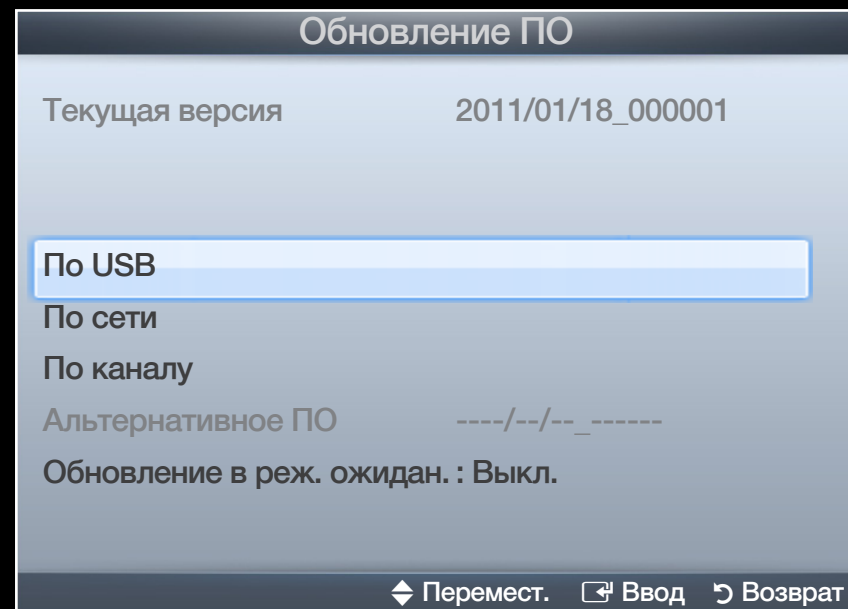 Обновление ПО
Текущая версия 2011/01/18_000001
По USB
По сети
По каналу
Альтернативное ПО ----/--/--_------
Обновление в реж. ожидан. : Выкл.
Перемест. Ввод Возврат